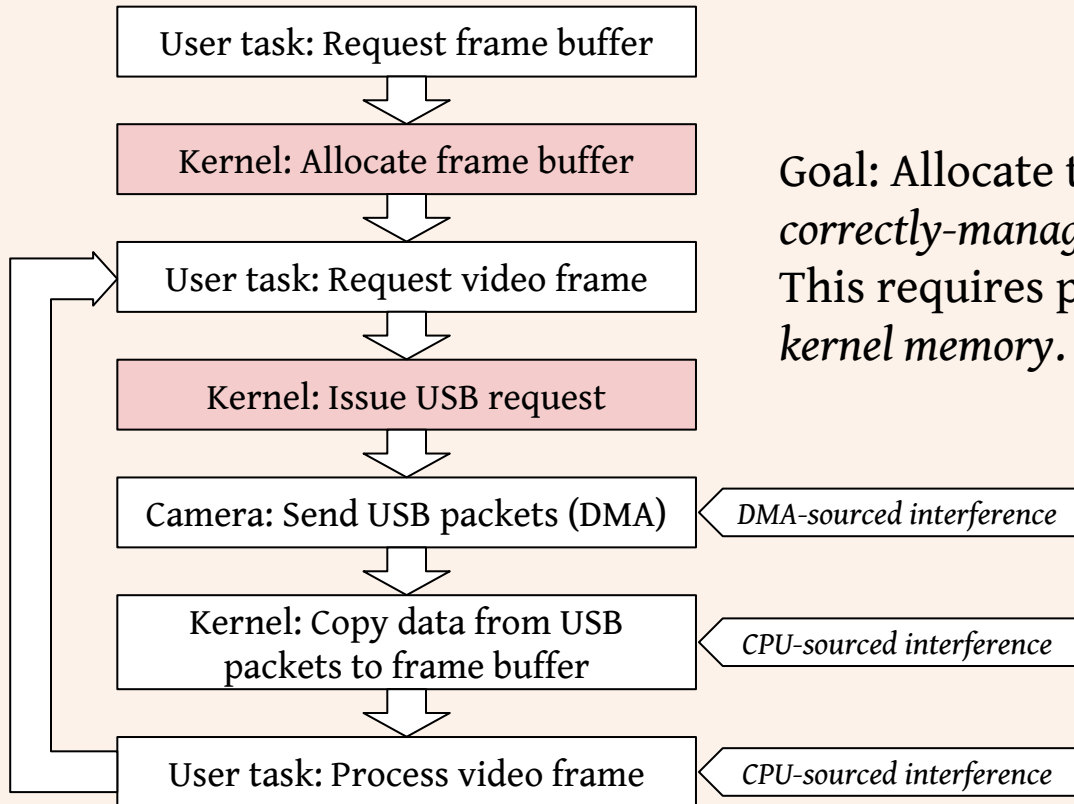 User task: Request frame buffer
Kernel: Allocate frame buffer
Goal: Allocate
correctly-manag
This requires
kernel memory.
User task: Request video frame
Kernel: Issue USB request
Camera: Send USB packets (DMA)
DMA-sourced interference
Kernel: Copy data from USB
packets to frame buffer
CPU-sourced interference
User task: Process video frame
CPU-sourced interference